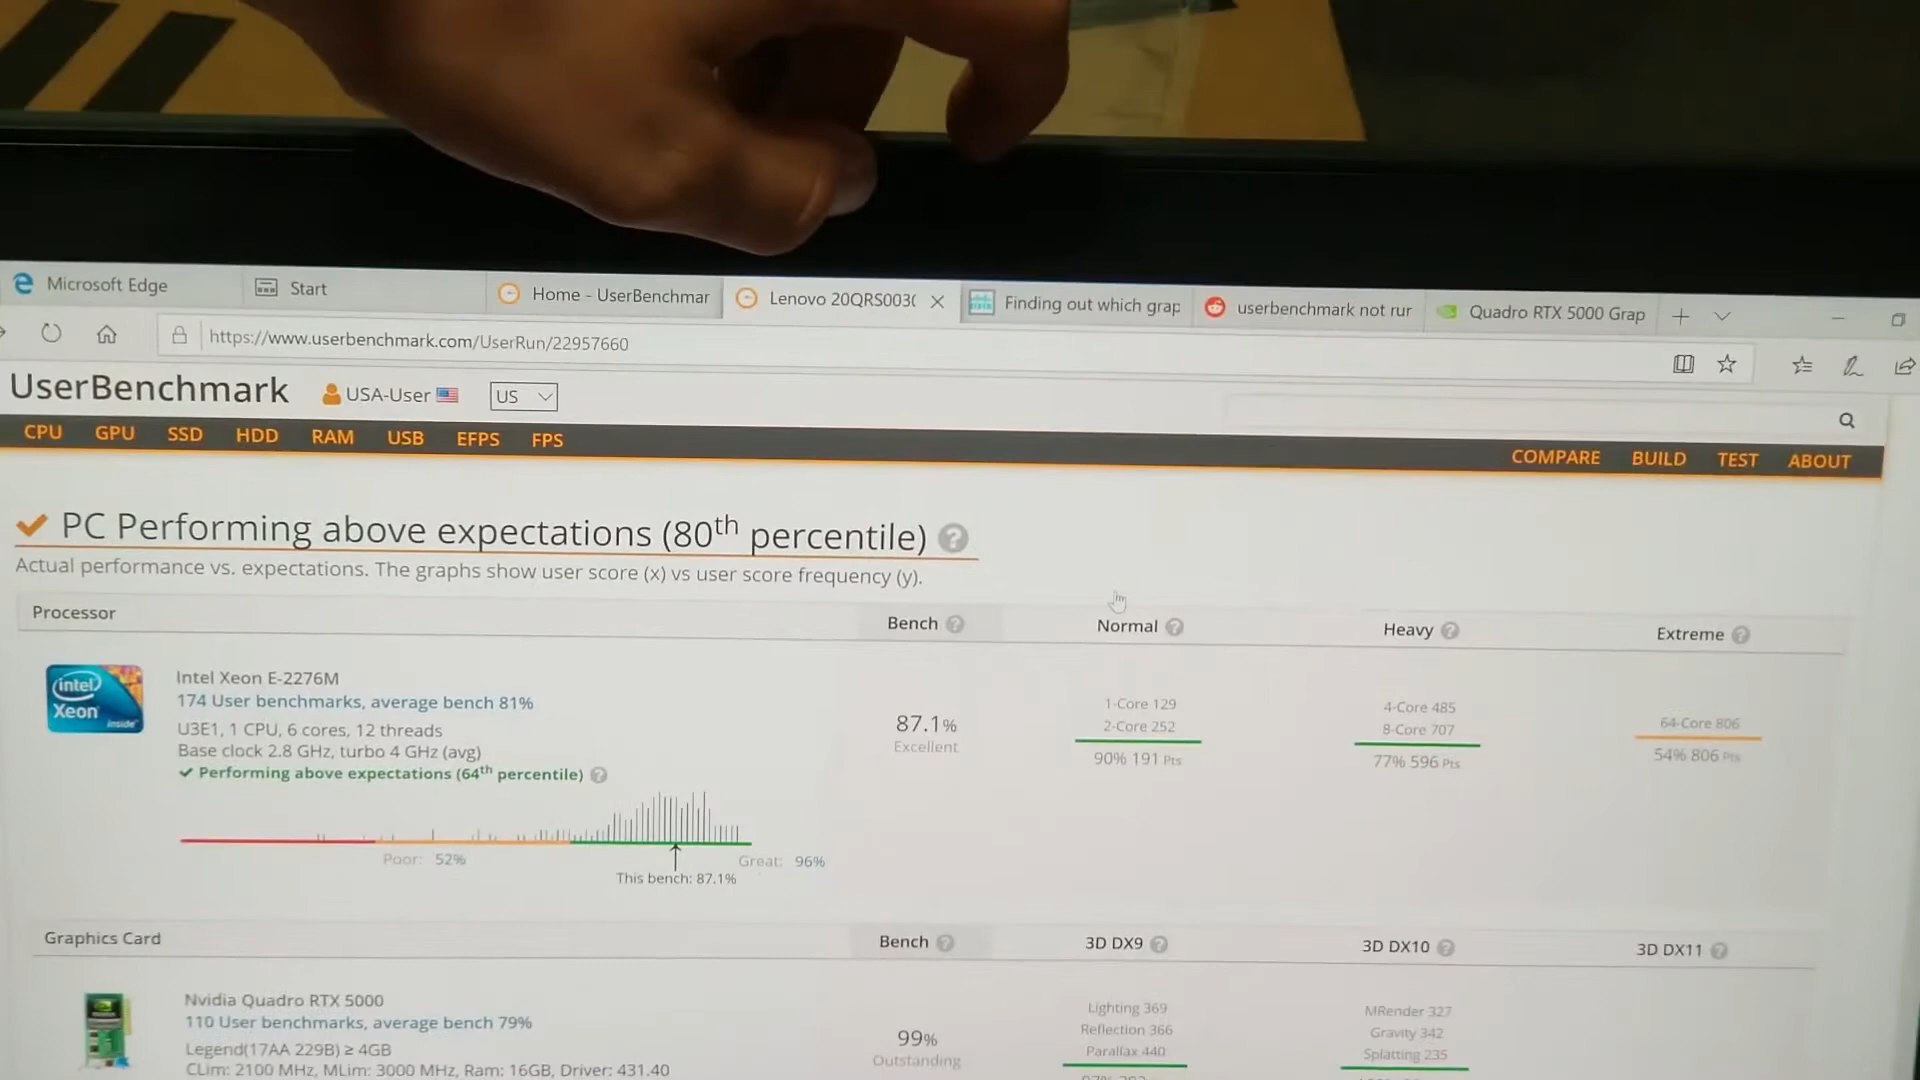 Microsoft Edge
Start
Home - UserBenchmar
Lenovo 20QRS003(
Finding out which grap
userbenchmark not rur
Quadro RTX 5000 Grap
https://www.userbenchmark.com/UserRun/22957660
UserBenchmark
USA-User
US
CPU GPU SSD HDD RAM USB EFPS FPS
COMPARE BUILD TEST ABOUT
PC Performing above expectations (80th percentile) ?
Actual performance vs. expectations. The graphs show user score (x) vs user score frequency (y).
Processor Bench ? Normal ? Heavy ? Extreme ?
intel Xeon inside
Intel Xeon E-2276M
174 User benchmarks, average bench 81%
U3E1, 1 CPU, 6 cores, 12 threads
Base clock 2.8 GHz, turbo 4 GHz (avg)
Performing above expectations (64th percentile) ?
Poor: 52%
Great: 96%
This bench: 87.1%
87.1%
Excellent
1-Core 129
2-Core 252
90% 191 Pts
4-Core 485
8-Core 707
77% 596 Pts
64-Core 806
54% 806 Pts
Graphics Card Bench ? 3D DX9 ? 3D DX10 ? 3D DX11 ?
Nvidia Quadro RTX 5000
110 User benchmarks, average bench 79%
Legend(17AA 229B) ≥ 4GB
CLim: 2100 MHz, MLim: 3000 MHz, Ram: 16GB, Driver: 431.40
99%
Outstanding
Lighting 369
Reflection 366
Parallax 440
MRender 327
Gravity 342
Splatting 235